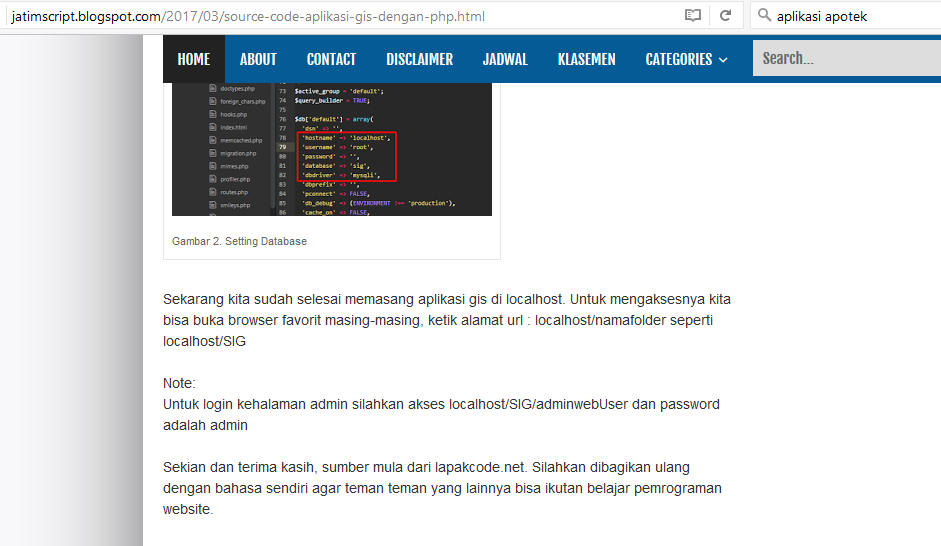 jatimscript.blogspot.com/2017/03/source-code-aplikasi-gis-dengan-php.html
aplikasi apotek
HOME ABOUT CONTACT DISCLAIMER JADWAL KLASEMEN CATEGORIES
Search...
doctypes.php
foreign_chars.php
hooks.php
index.html
memcached.php
migration.php
mimes.php
profiler.php
routes.php
smileys.php
73 $active_group = 'default';
74 $query_builder = TRUE;
75
76 $db['default'] = array(
77 'dsn' => '',
78 'hostname' => 'localhost',
79 'username' => 'root',
80 'password' => '',
81 'database' => 'sig',
82 'dbdriver' => 'mysqli',
83 'dbprefix' => '',
84 'pconnect' => FALSE,
85 'db_debug' => (ENVIRONMENT !== 'production'),
86 'cache_on' => FALSE,
Gambar 2. Setting Database
Sekarang kita sudah selesai memasang aplikasi gis di localhost. Untuk mengaksesnya kita
bisa buka browser favorit masing-masing, ketik alamat url : localhost/namafolder seperti
localhost/SIG
Note:
Untuk login kehalaman admin silahkan akses localhost/SIG/adminwebUser dan password
adalah admin
Sekian dan terima kasih, sumber mula dari lapakcode.net. Silahkan dibagikan ulang
dengan bahasa sendiri agar teman teman yang lainnya bisa ikutan belajar pemrograman
website.